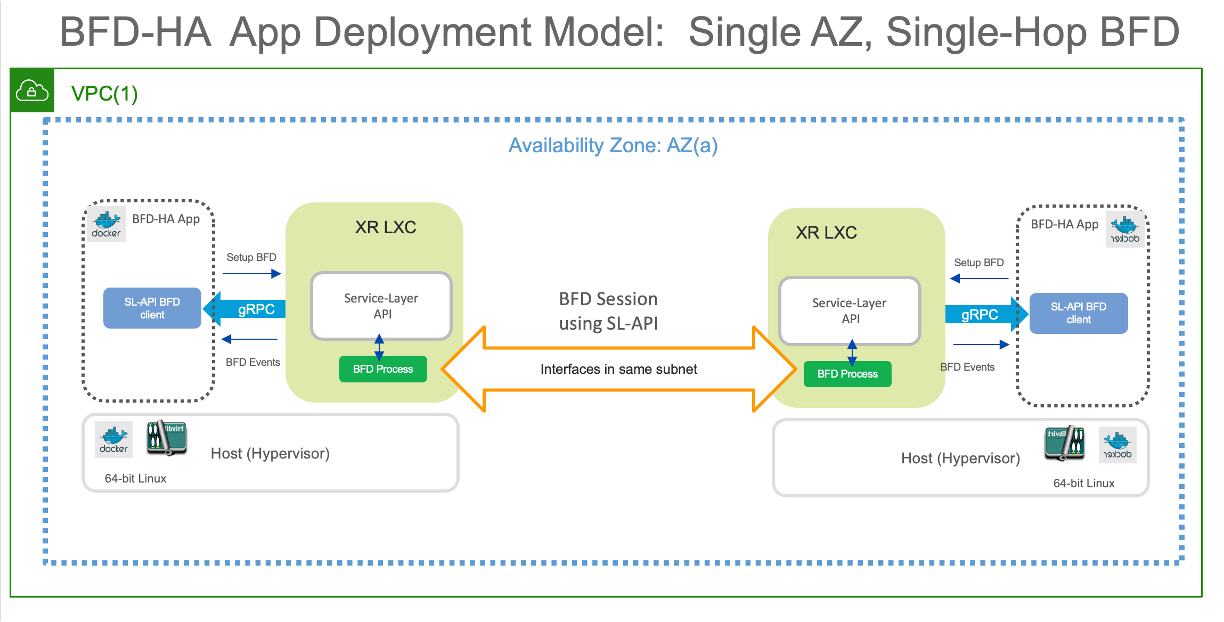 BFD-HA App Deployment Model: Single AZ, Single-Hop BFD
VPC(1)
Availability Zone: AZ(a)
docker
BFD-HA App
SL-API BFD
client
Setup BFD
gRPC
BFD Events
XR LXC
Service-Layer
API
BFD Process
BFD Session
using SL-API
Interfaces in same subnet
XR LXC
Service-Layer
API
BFD Process
Setup BFD
gRPC
BFD Events
BFD-HA App
docker
SL-API BFD
client
docker
libvirt
Host (Hypervisor)
64-bit Linux
Host (Hypervisor)
libvirt
docker
64-bit Linux